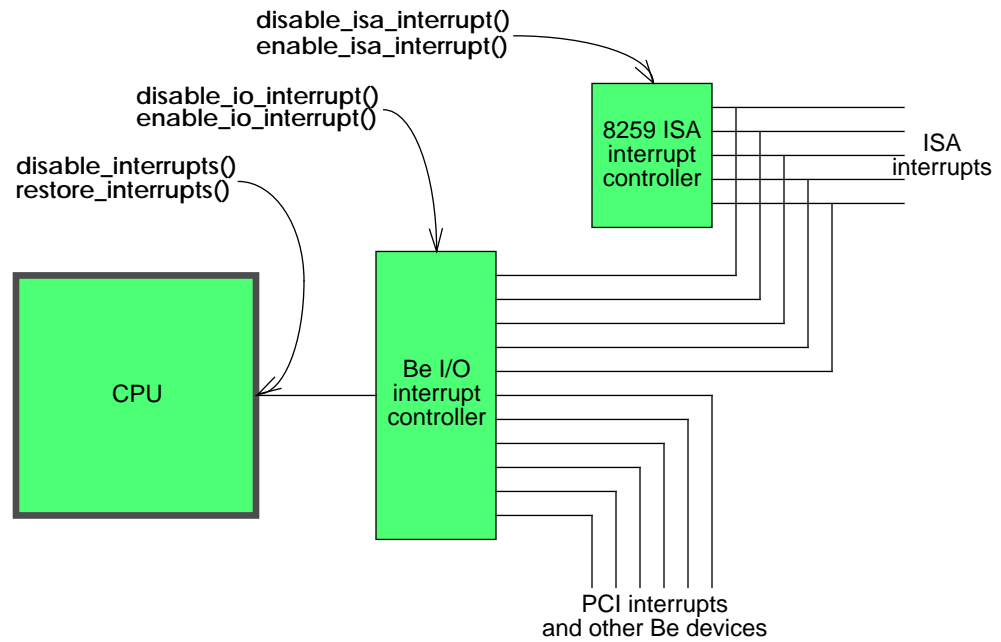 disable_isa_interrupt()
enable_isa_interrupt()
disable_io_interrupt()
enable_io_interrupt()
8259 ISA
interrupt
controller
ISA
interrupts
disable_interrupts()
restore_interrupts()
CPU
Be I/O
interrupt
controller
PCI interrupts
and other Be devices